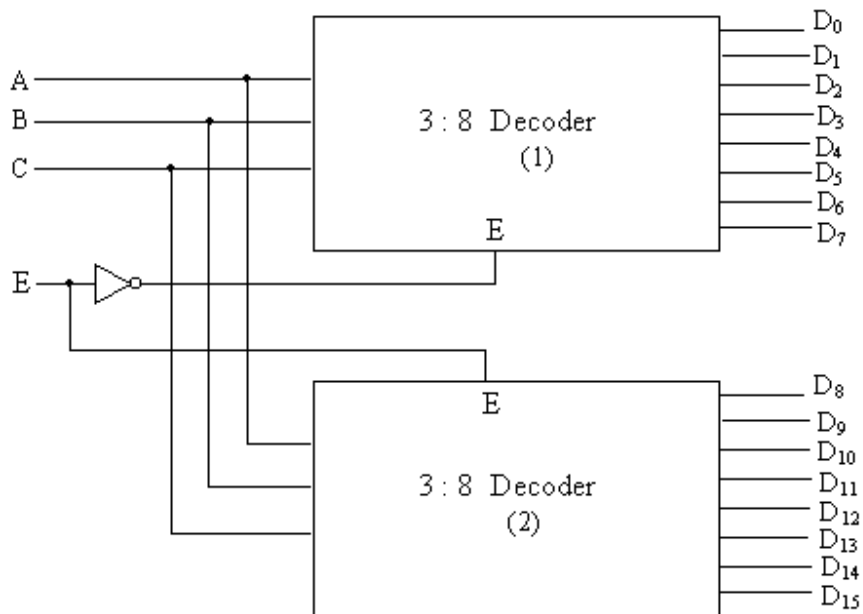 D₀
D₁
A
D₂
B
3 : 8 Decoder
D₃
(1)
D₄
C
D₅
D₆
E
D₇
E
D₈
E
D₉
D₁₀
3 : 8 Decoder
D₁₁
(2)
D₁₂
D₁₃
D₁₄
D₁₅